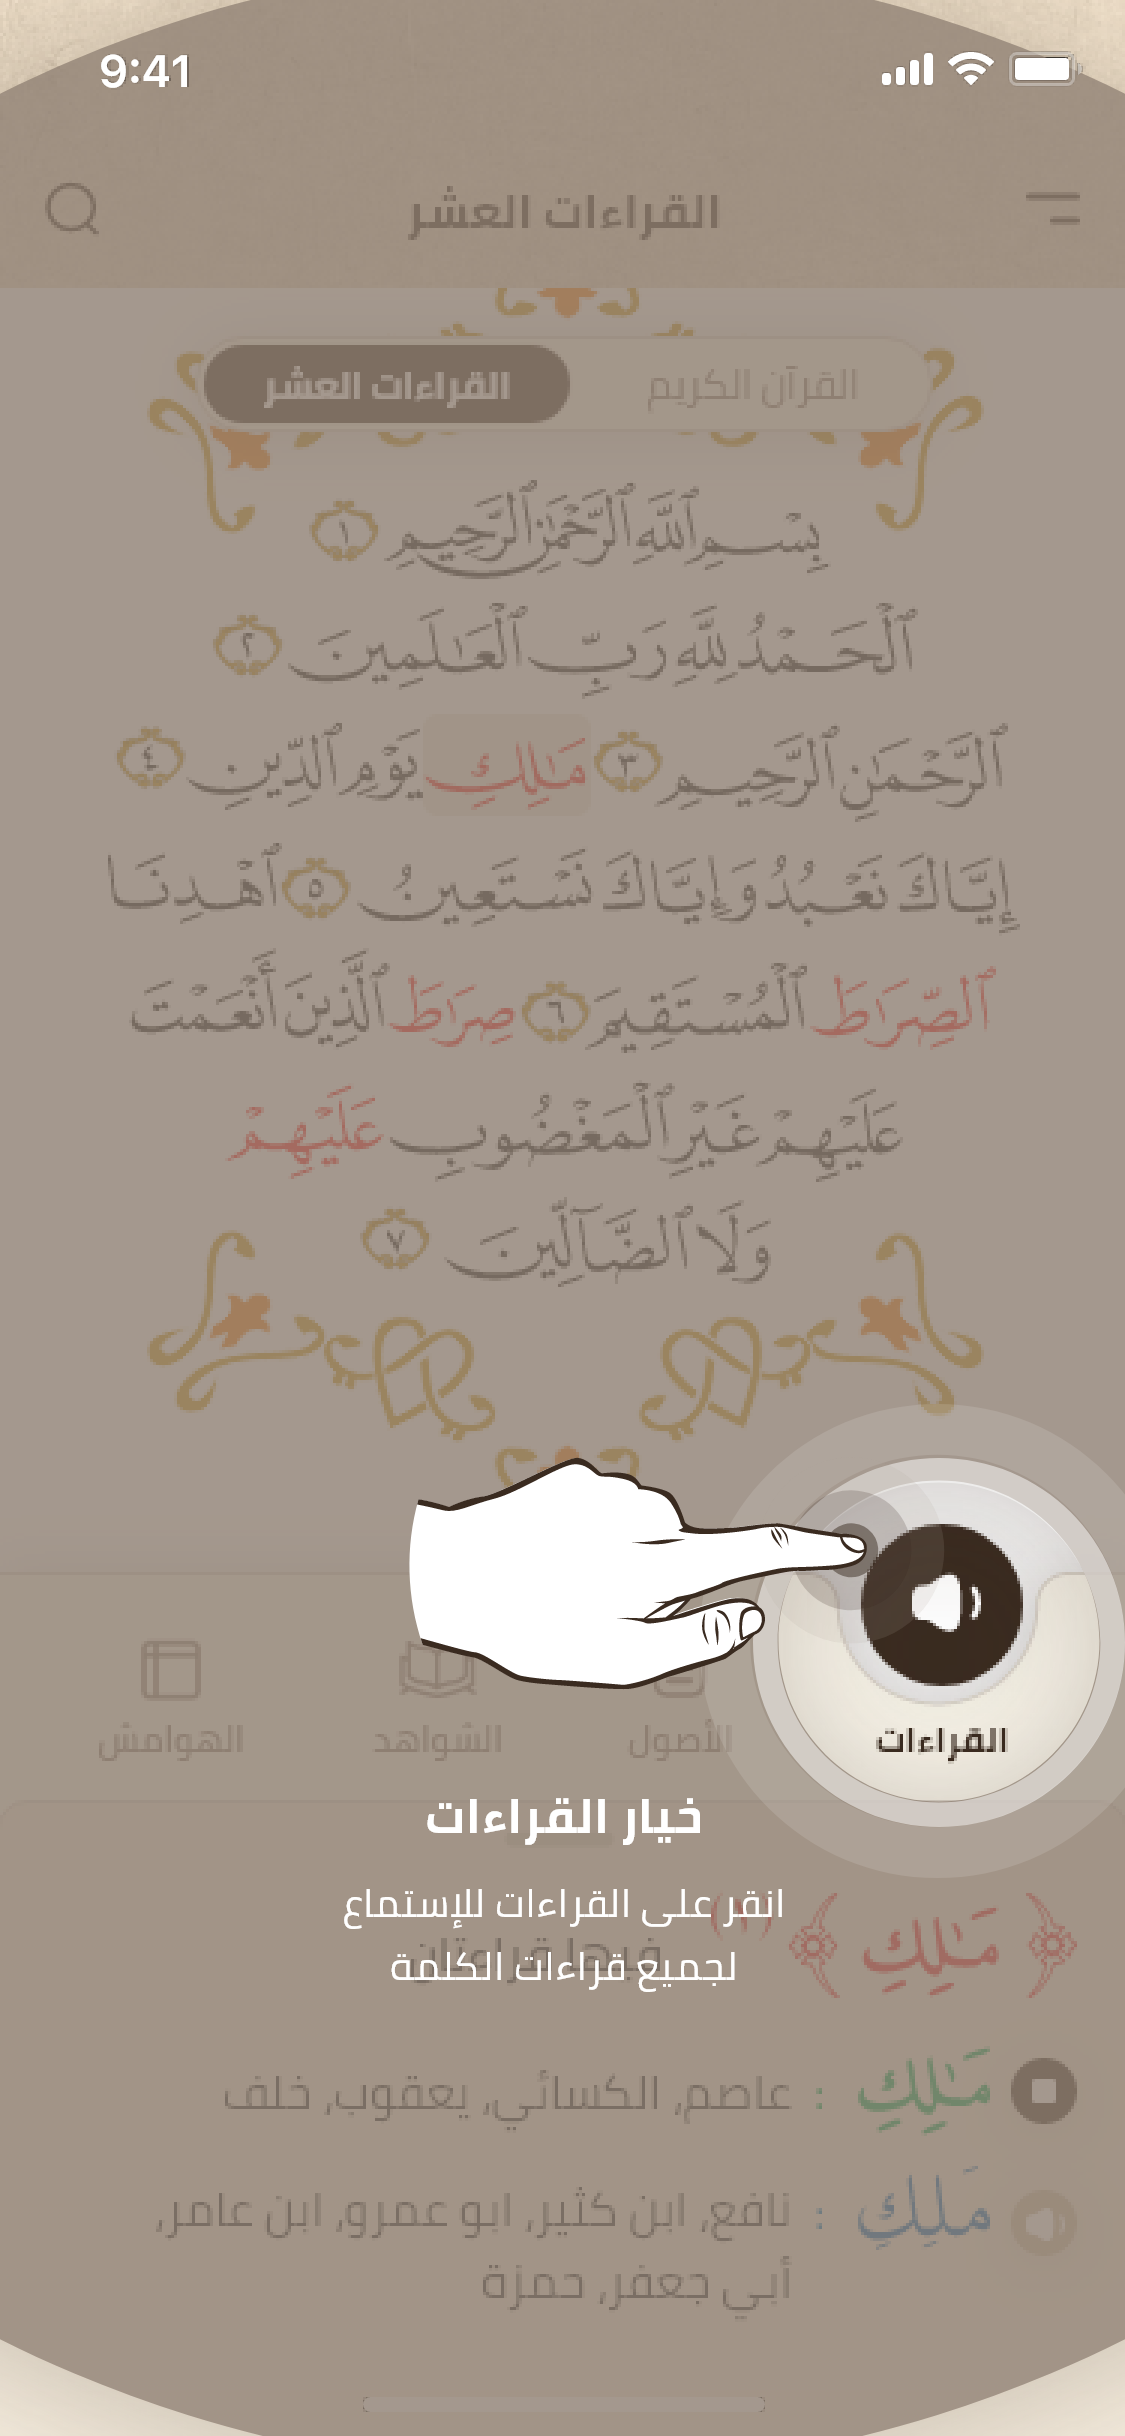 9:41
القراءات العشر
القرآن الكريم
القراءات العشر
بِسْمِ ٱللَّهِ ٱلرَّحْمَٰنِ ٱلرَّحِيمِ ١
ٱلْحَمْدُ لِلَّهِ رَبِّ ٱلْعَٰلَمِينَ ٢
ٱلرَّحْمَٰنِ ٱلرَّحِيمِ ٣ مَٰلِكِ يَوْمِ ٱلدِّينِ ٤
إِيَّاكَ نَعْبُدُ وَإِيَّاكَ نَسْتَعِينُ ٥ ٱهْدِنَا
ٱلصِّرَٰطَ ٱلْمُسْتَقِيمَ ٦ صِرَٰطَ ٱلَّذِينَ أَنْعَمْتَ
عَلَيْهِمْ غَيْرِ ٱلْمَغْضُوبِ عَلَيْهِمْ
وَلَا ٱلضَّآلِّينَ ٧
القراءات
الأصول
الشواهد
الهوامش
خيار القراءات
انقر على القراءات للإستماع
لجميع قراءات الكلمة
﴿ مَٰلِكِ ﴾ (١) فيها قراءتان
مَٰلِكِ : عاصم، الكسائي، يعقوب، خلف
مَلِكِ : نافع، ابن كثير، ابو عمرو، ابن عامر،
أبي جعفر، حمزة